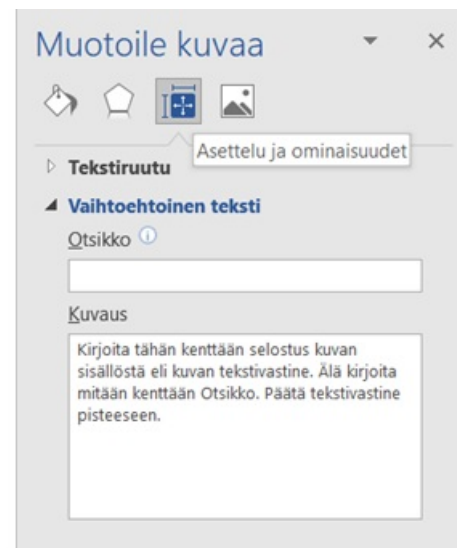 Muotoile kuvaa
Asettelu ja ominaisuudet
Tekstiruutu
Vaihtoehtoinen teksti
Otsikko
Kuvaus
Kirjoita tähän kenttään selostus kuvan
sisällöstä eli kuvan tekstivastine. Älä kirjoita
mitään kenttään Otsikko. Päätä tekstivastine
pisteeseen.